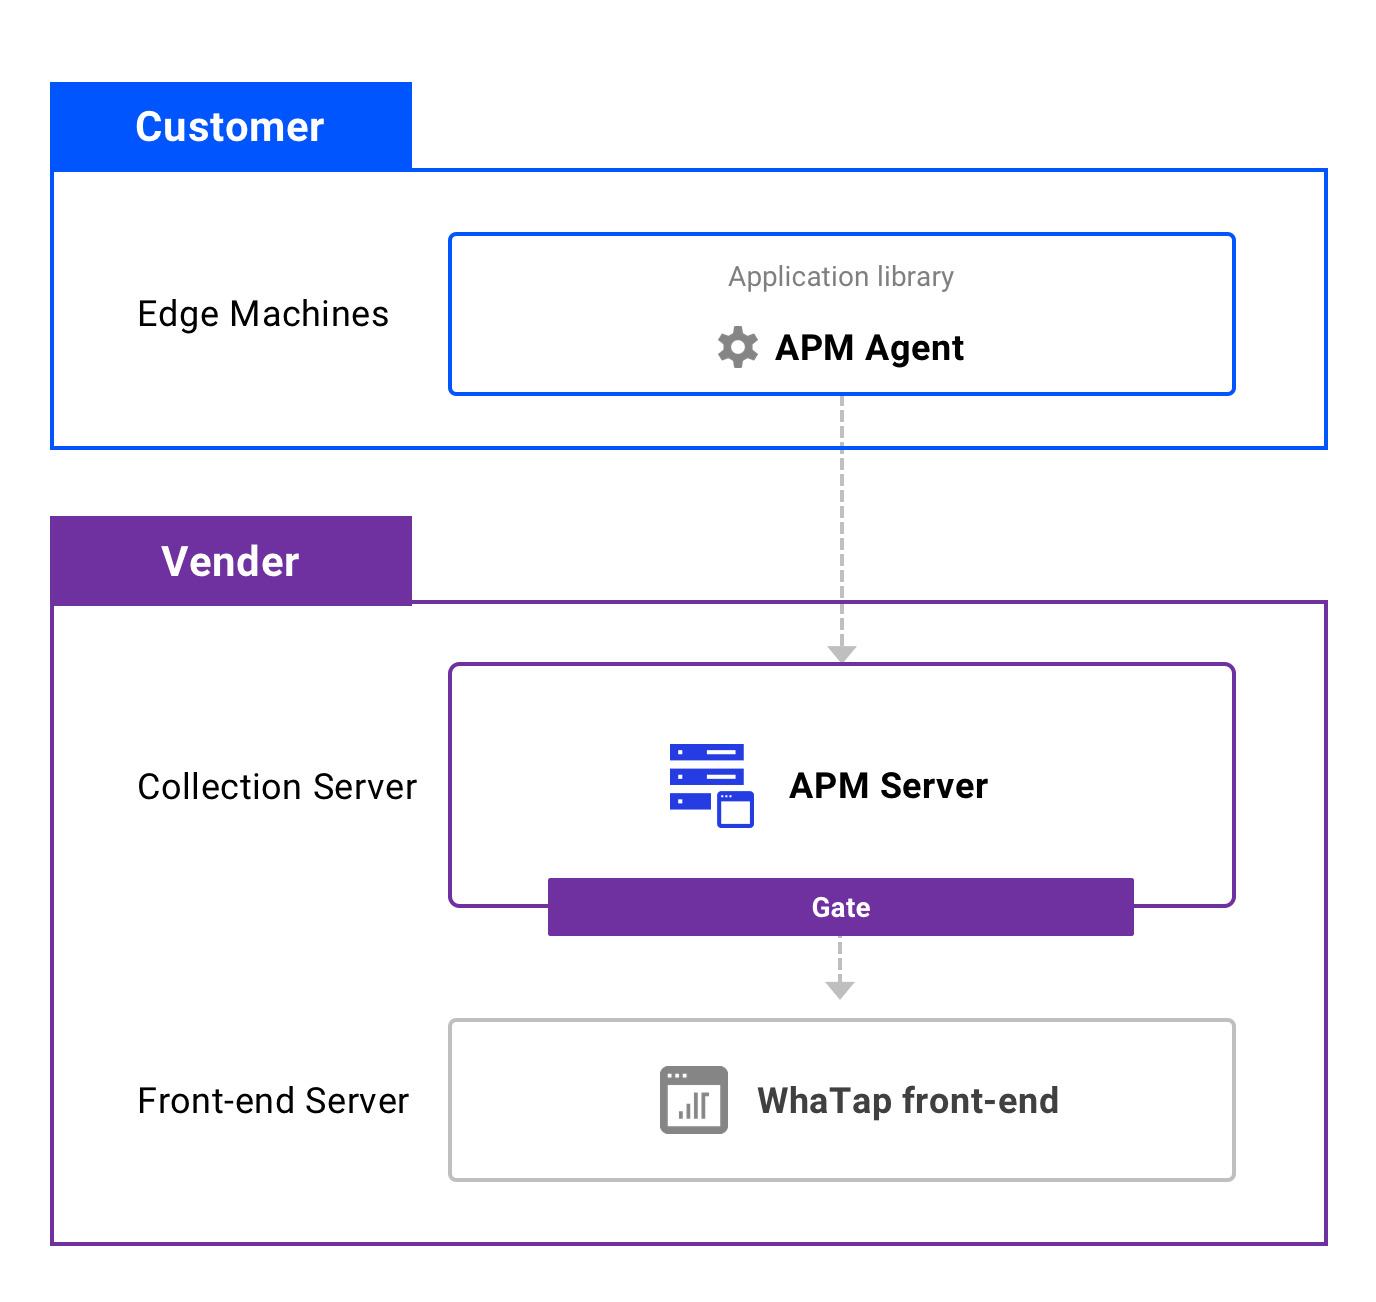 Customer
Edge Machines
Application library
APM Agent
Vender
Collection Server
APM Server
Gate
Front-end Server
WhaTap front-end